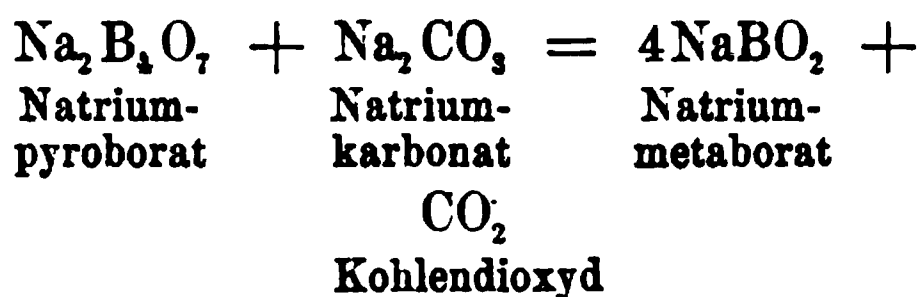 Na₂B₄O₇ + Na₂CO₃ = 4NaBO₂ +
Natrium- Natrium- Natrium-
pyroborat karbonat metaborat
CO₂
Kohlendioxyd